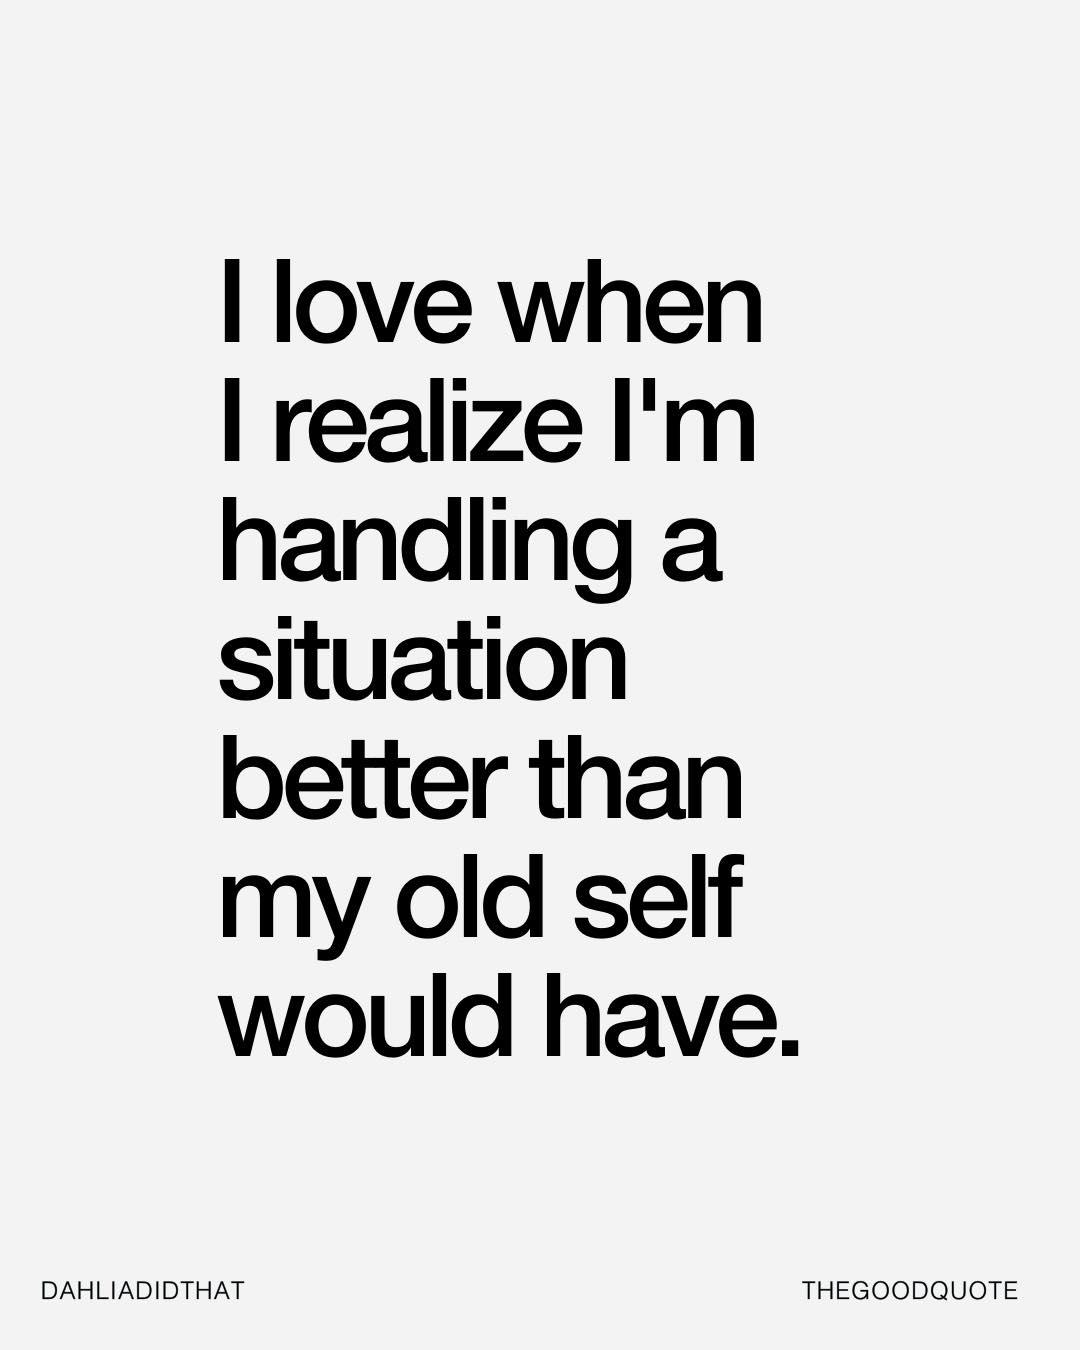 I love when
I realize I'm
handling a
situation
better than
my old self
would have.
DAHLIADIDTHAT
THEGOODQUOTE